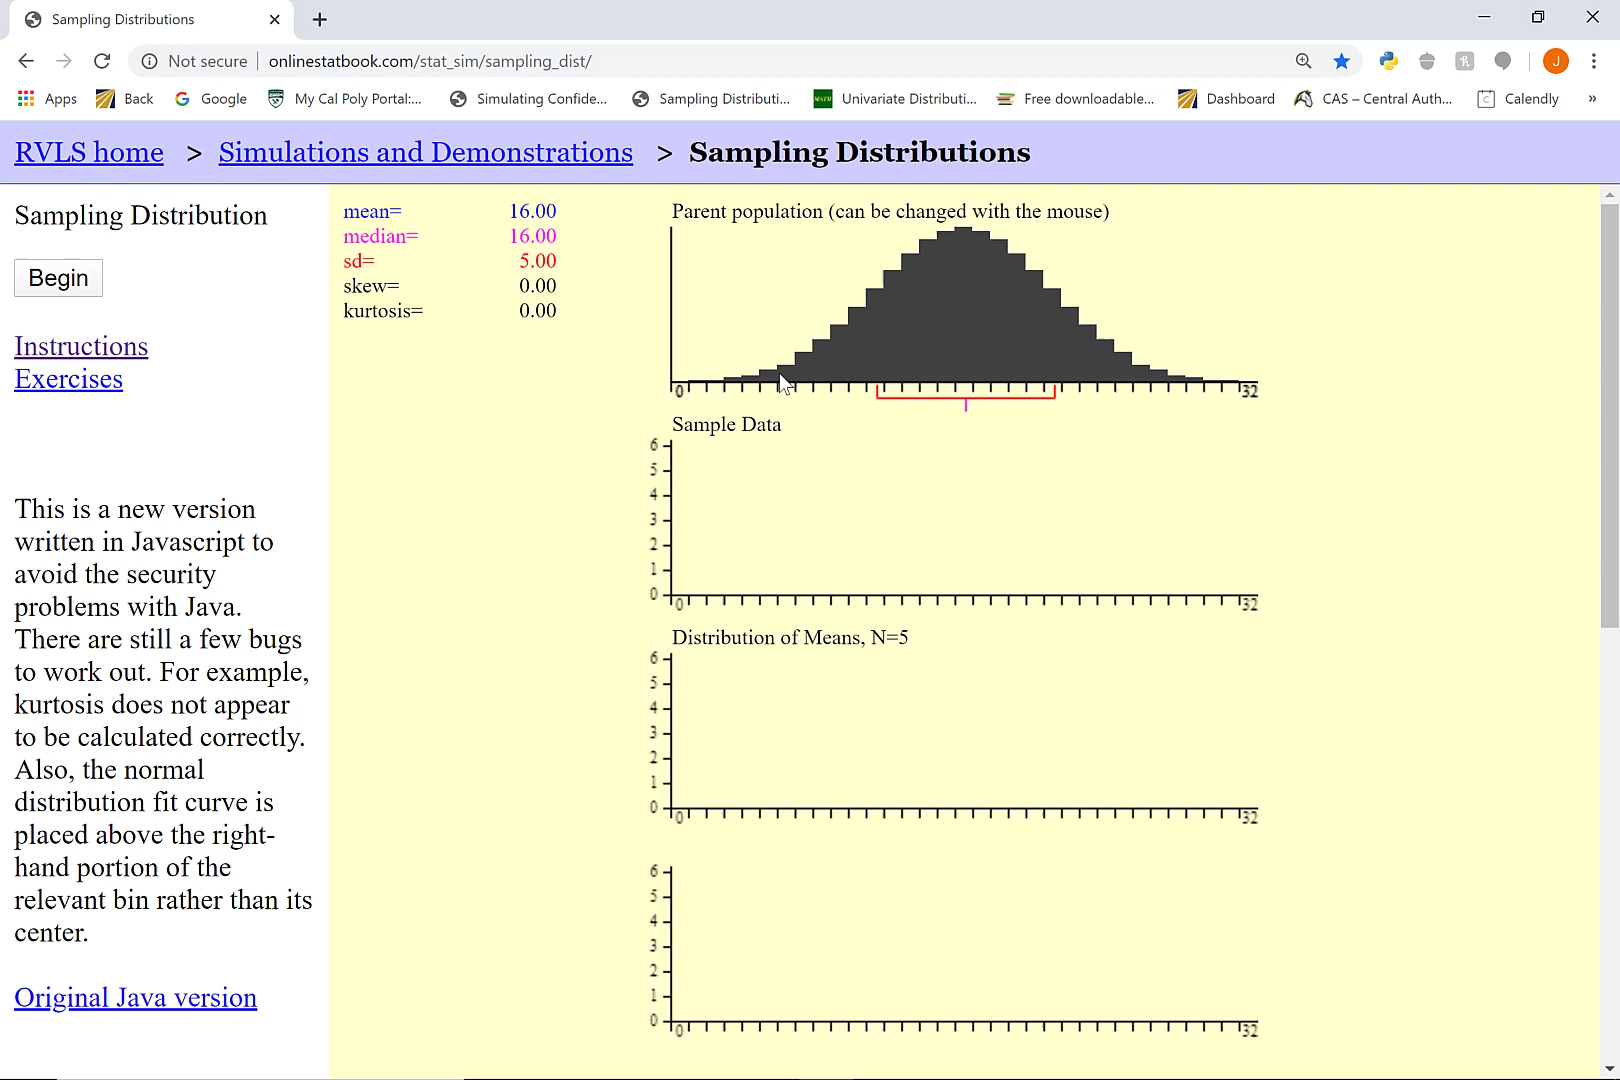 Sampling Distributions
Not secure | onlinestatbook.com/stat_sim/sampling_dist/
J
Apps Back Google My Cal Poly Portal:... Simulating Confide... Sampling Distributi... MATH Univariate Distributi... Free downloadable... Dashboard CAS – Central Auth... Calendly »
RVLS home > Simulations and Demonstrations > Sampling Distributions
Sampling Distribution
Begin
Instructions
Exercises
This is a new version
written in Javascript to
avoid the security
problems with Java.
There are still a few bugs
to work out. For example,
kurtosis does not appear
to be calculated correctly.
Also, the normal
distribution fit curve is
placed above the right-
hand portion of the
relevant bin rather than its
center.
Original Java version
mean= 16.00
median= 16.00
sd= 5.00
skew= 0.00
kurtosis= 0.00
Parent population (can be changed with the mouse)
0 32
Sample Data
6
5
4
3
2
1
0
0 32
Distribution of Means, N=5
6
5
4
3
2
1
0
0 32
6
5
4
3
2
1
0
0 32